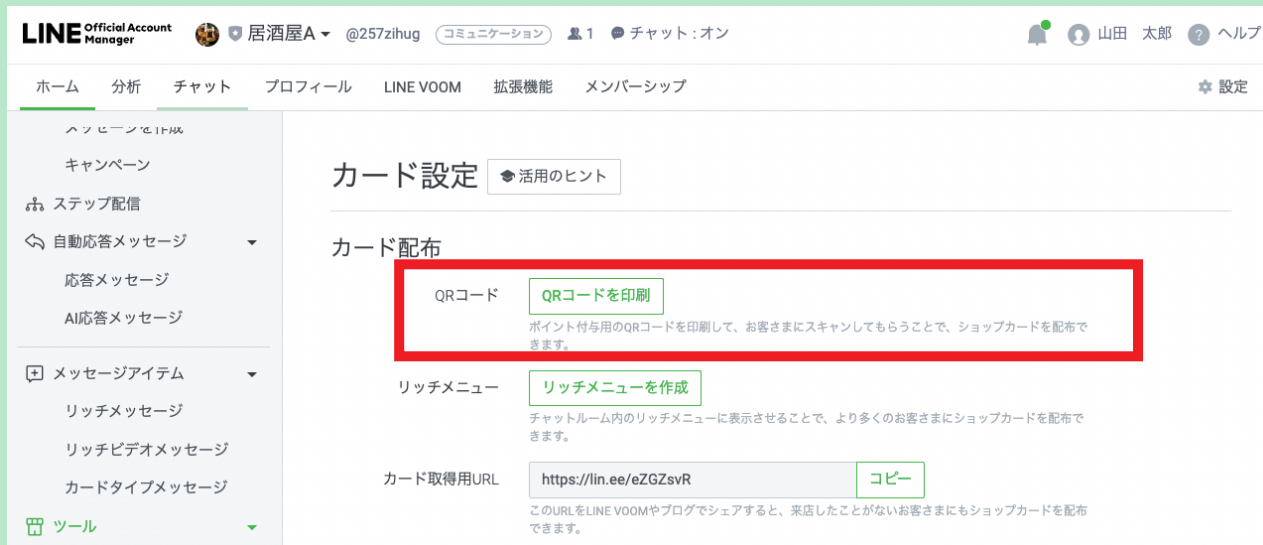 LINE Official Account Manager 居酒屋A @257zihug コミュニケーション 1 チャット : オン 山田 太郎 ? ヘルプ
ホーム 分析 チャット プロフィール LINE VOOM 拡張機能 メンバーシップ 設定
メッセージを作成
キャンペーン
ステップ配信
自動応答メッセージ
応答メッセージ
AI応答メッセージ
メッセージアイテム
リッチメッセージ
リッチビデオメッセージ
カードタイプメッセージ
ツール
カード設定 活用のヒント
カード配布
QRコード QRコードを印刷
ポイント付与用のQRコードを印刷して、お客さまにスキャンしてもらうことで、ショップカードを配布で
きます。
リッチメニュー リッチメニューを作成
チャットルーム内のリッチメニューに表示させることで、より多くのお客さまにショップカードを配布で
きます。
カード取得用URL https://lin.ee/eZGZsvR コピー
このURLをLINE VOOMやブログでシェアすると、来店したことがないお客さまにもショップカードを配布
できます。